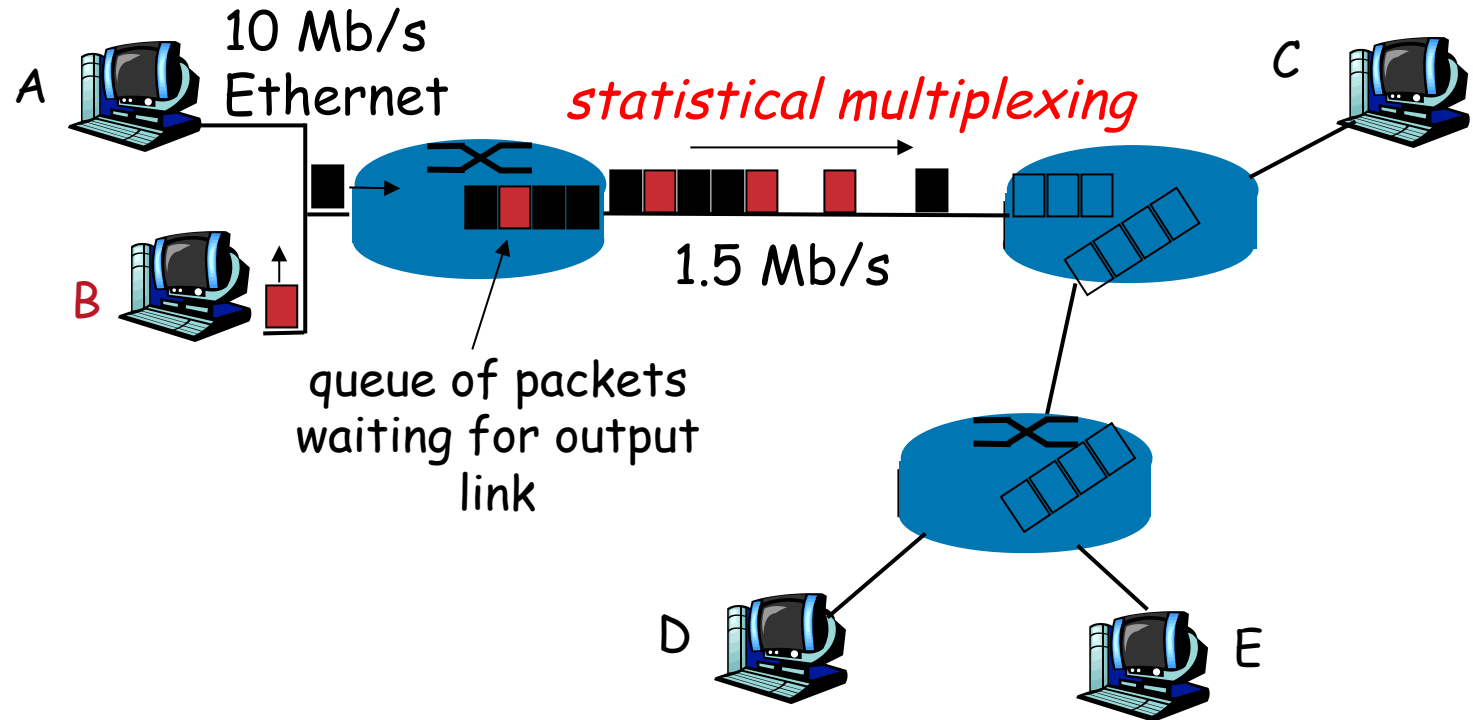 10 Mb/s
Ethernet
A
C
statistical multiplexing
1.5 Mb/s
B
queue of packets
waiting for output
link
D
E